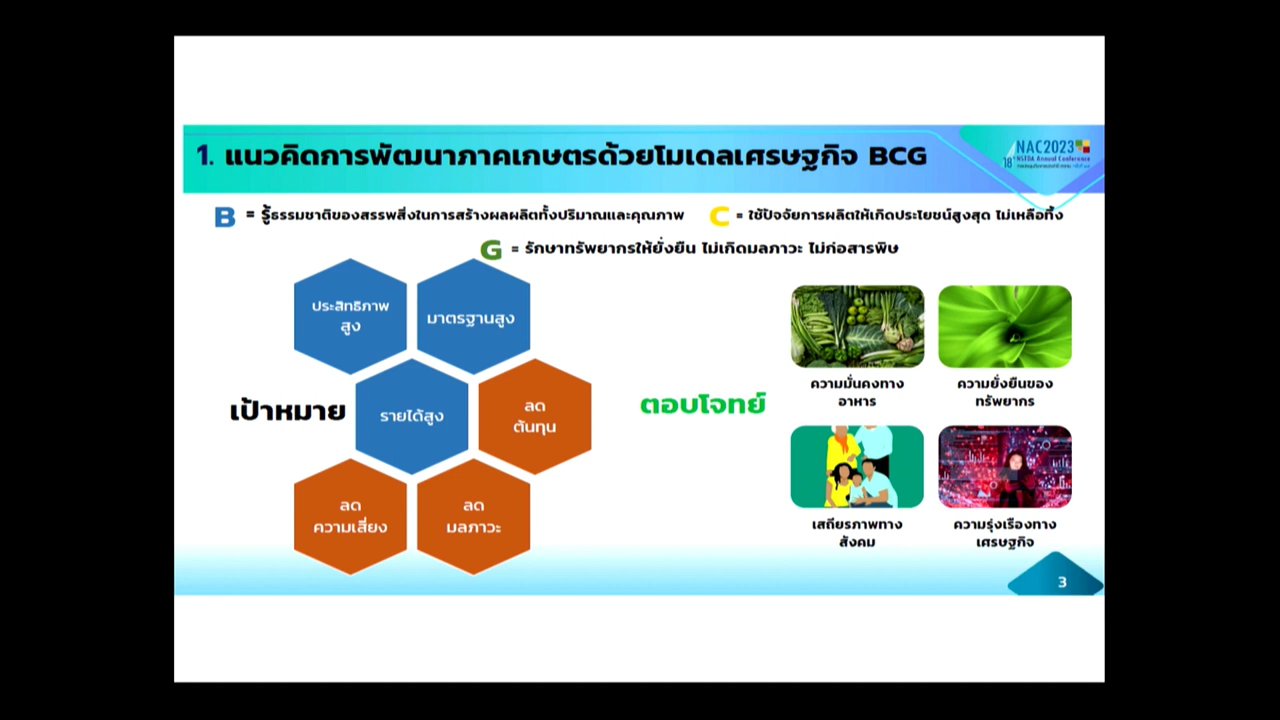 1. แนวคิดการพัฒนาภาคเกษตรด้วยโมเดลเศรษฐกิจ BCG
18th NAC2023
NSTDA Annual Conference
B = รู้ธรรมชาติของสรรพสิ่งในการสร้างผลผลิตทั้งปริมาณและคุณภาพ
C = ใช้ปัจจัยการผลิตให้เกิดประโยชน์สูงสุด ไม่เหลือทิ้ง
G = รักษาทรัพยากรให้ยั่งยืน ไม่เกิดมลภาวะ ไม่ก่อสารพิษ
เป้าหมาย
ประสิทธิภาพ
สูง
มาตรฐานสูง
รายได้สูง
ลด
ต้นทุน
ลด
ความเสี่ยง
ลด
มลภาวะ
ตอบโจทย์
ความมั่นคงทาง
อาหาร
ความยั่งยืนของ
ทรัพยากร
เสถียรภาพทาง
สังคม
ความรุ่งเรืองทาง
เศรษฐกิจ
3